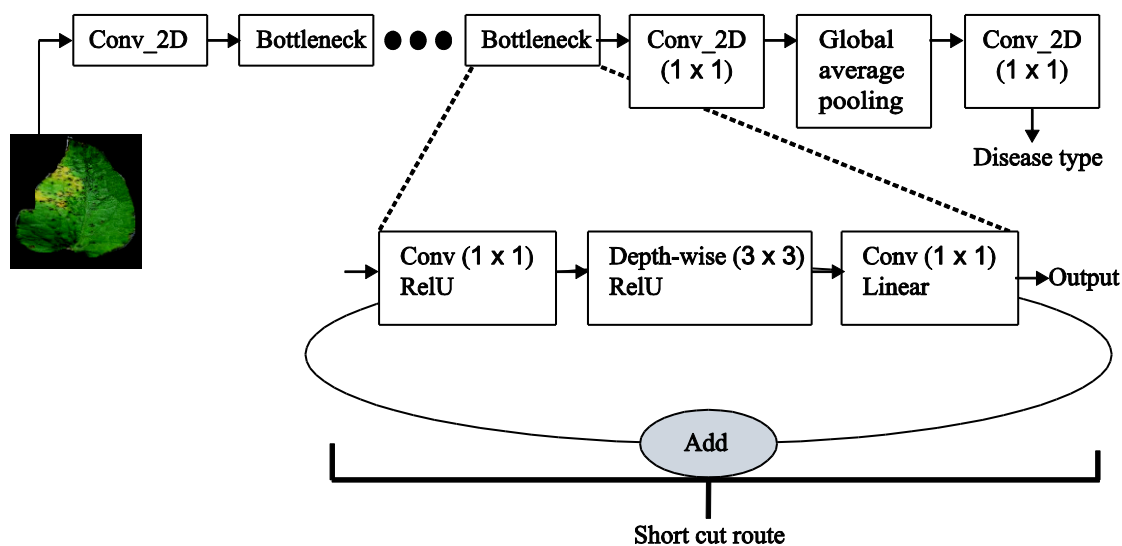 Conv_2D
Bottleneck
Bottleneck
Conv_2D
(1 x 1)
Global
average
pooling
Conv_2D
(1 x 1)
Disease type
Conv (1 x 1)
RelU
Depth-wise (3 x 3)
RelU
Conv (1 x 1)
Linear
Output
Add
Short cut route